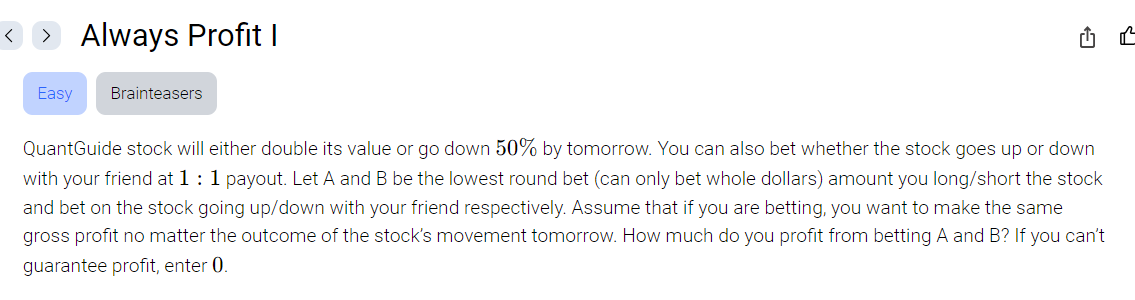 Always Profit I
Easy
Brainteasers
QuantGuide stock will either double its value or go down 50% by tomorrow. You can also bet whether the stock goes up or down
with your friend at 1 : 1 payout. Let A and B be the lowest round bet (can only bet whole dollars) amount you long/short the stock
and bet on the stock going up/down with your friend respectively. Assume that if you are betting, you want to make the same
gross profit no matter the outcome of the stock's movement tomorrow. How much do you profit from betting A and B? If you can't
guarantee profit, enter 0.